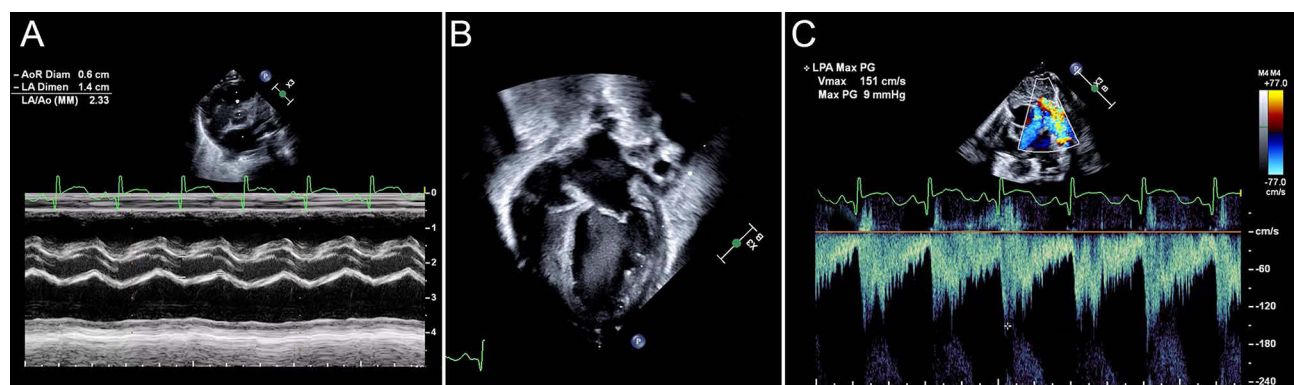 A
AoR Diam 0.6 cm
LA Dimen 1.4 cm
LA/Ao (MM) 2.33
P
0
1
2
3
4
B
P
C
LPA Max PG
Vmax 151 cm/s
Max PG 9 mmHg
P
M4 M4
+77.0
-77.0
cm/s
cm/s
-60
-120
-180
-240